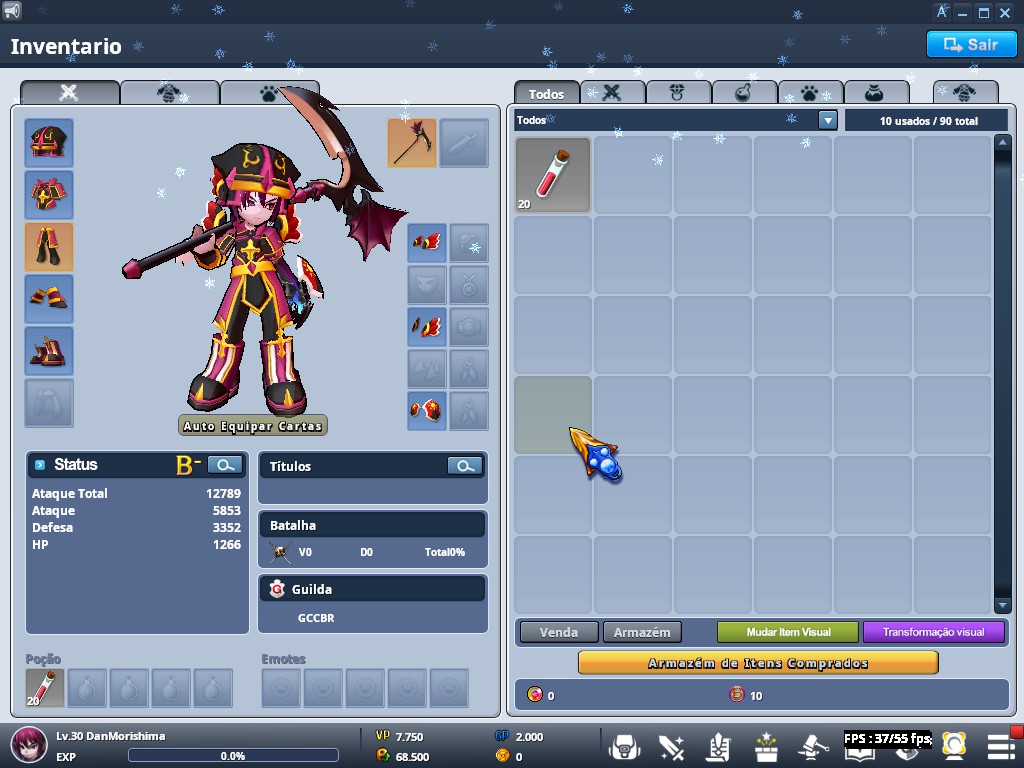 A
Inventario
Sair
Todos
Todos
10 usados / 90 total
20
Auto Equipar Cartas
Status
B-
Títulos
Ataque Total 12789
Ataque 5853
Defesa 3352
HP 1266
Batalha
V0 D0 Total0%
G Guilda
GCCBR
Venda
Armazém
Mudar Item Visual
Transformação visual
Armazém de Itens Comprados
0
10
Poção
Emotes
20
Lv.30 DanMorishima
EXP 0.0%
VP 7.750
68.500
GP 2.000
0
FPS : 37/55 fps